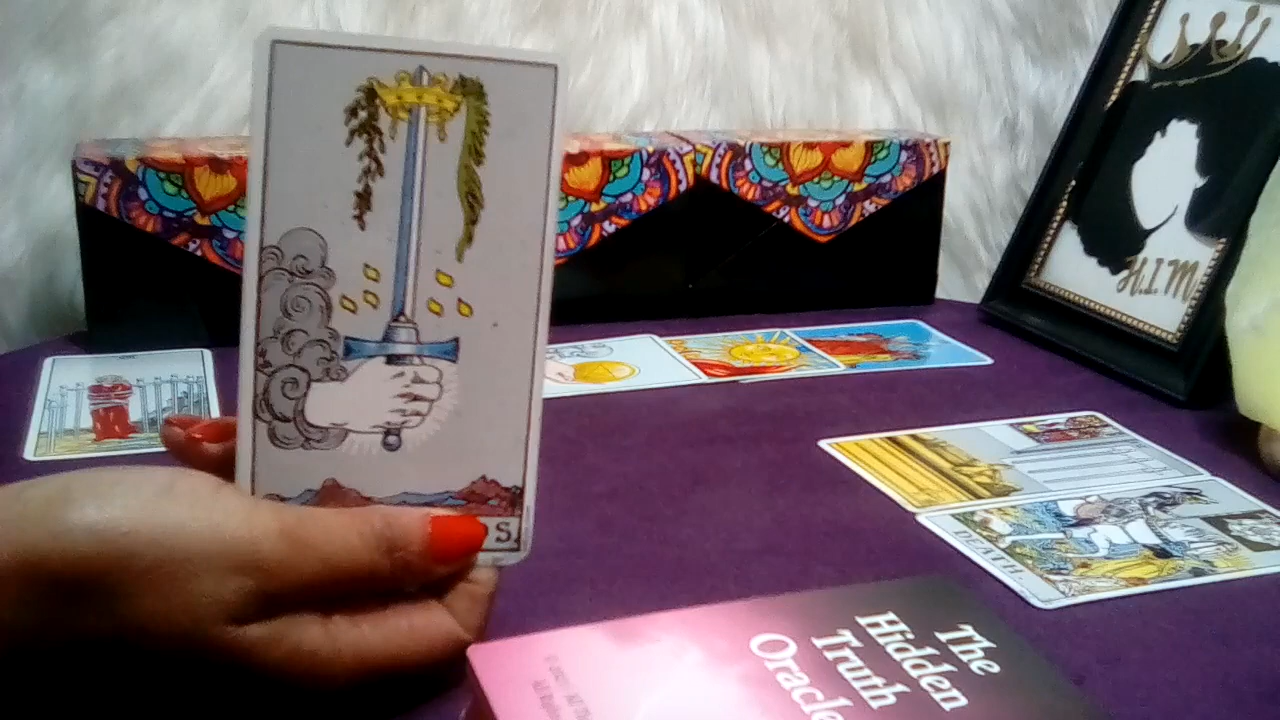 S.
H.I.M
DEATH.
The
Hidden
Truth
Oracle